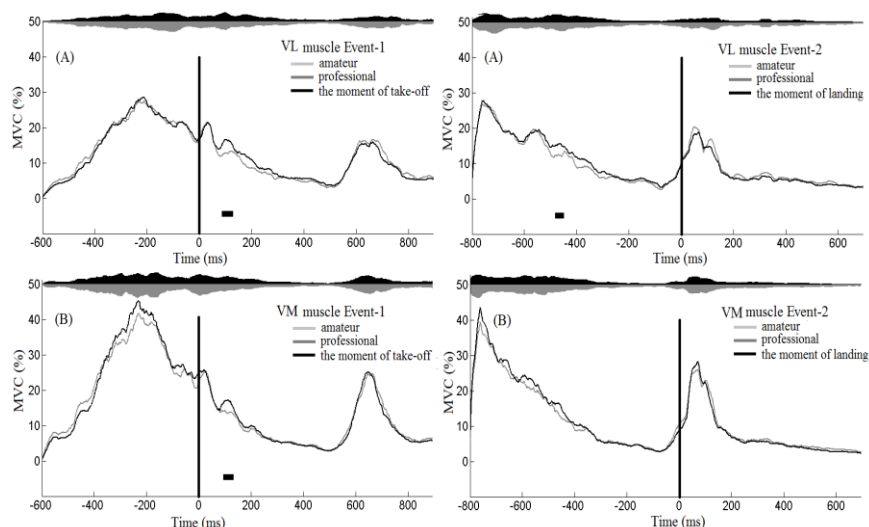 50
40
30
20
10
0
MVC (%)
(A)
VL muscle Event-1
amateur
professional
the moment of take-off
-600 -400 -200 0 200 400 600 800
Time (ms)
50
40
30
20
10
0
MVC (%)
(A)
VL muscle Event-2
amateur
professional
the moment of landing
-800 -600 -400 -200 0 200 400 600
Time (ms)
50
40
30
20
10
0
MVC (%)
(B)
VM muscle Event-1
amateur
professional
the moment of take-off
-600 -400 -200 0 200 400 600 800
Time (ms)
50
40
30
20
10
0
MVC (%)
(B)
VM muscle Event-2
amateur
professional
the moment of landing
-800 -600 -400 -200 0 200 400 600
Time (ms)